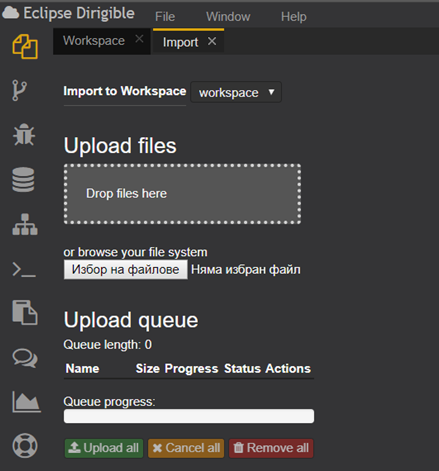 Eclipse Dirigible File Window Help
Workspace Import
Import to Workspace workspace
Upload files
Drop files here
or browse your file system
Избор на файлове Няма избран файл
Upload queue
Queue length: 0
Name Size Progress Status Actions
Queue progress:
Upload all Cancel all Remove all